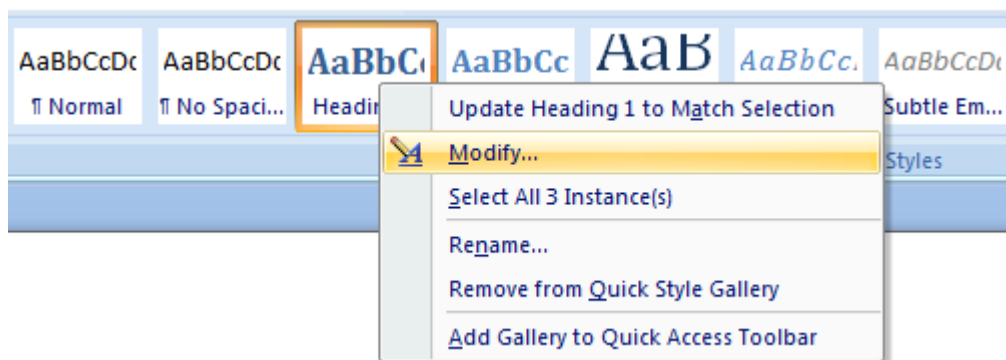 AaBbCcDc AaBbCcDc AaBbC AaBbCc AaB AaBbCc. AaBbCcDc
¶ Normal ¶ No Spaci... Headin Subtle Em...
Update Heading 1 to Match Selection
Modify...
Styles
Select All 3 Instance(s)
Rename...
Remove from Quick Style Gallery
Add Gallery to Quick Access Toolbar